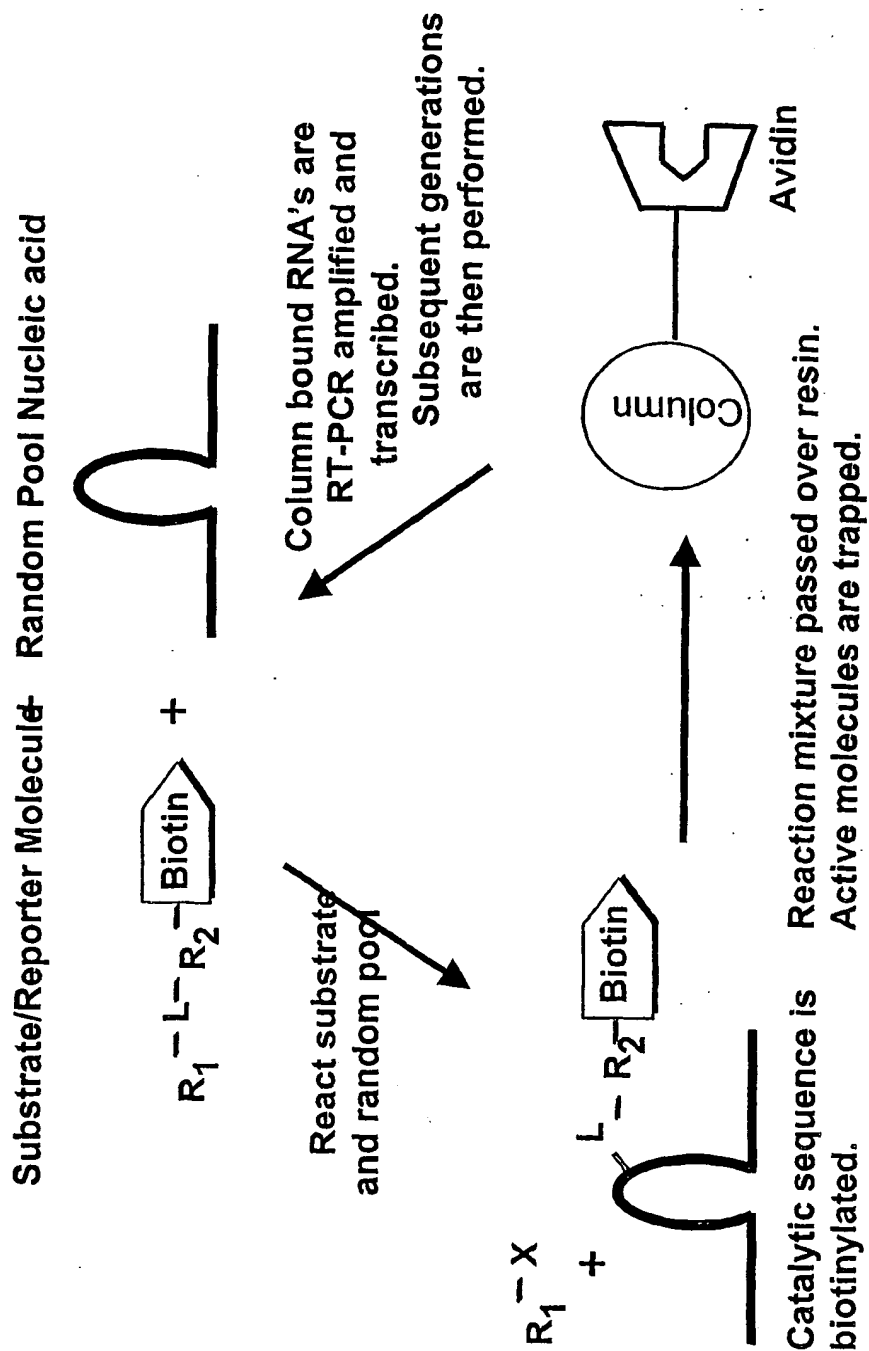 Substrate/Reporter Molecule+ Random Pool Nucleic acid
R1—L—R2—Biotin +
React substrate
and random pool
Column bound RNA's are
RT-PCR amplified and
transcribed.
Subsequent generations
are then performed.
R1—X
+
L—R2—Biotin
Column
Avidin
Catalytic sequence is
biotinylated.
Reaction mixture passed over resin.
Active molecules are trapped.